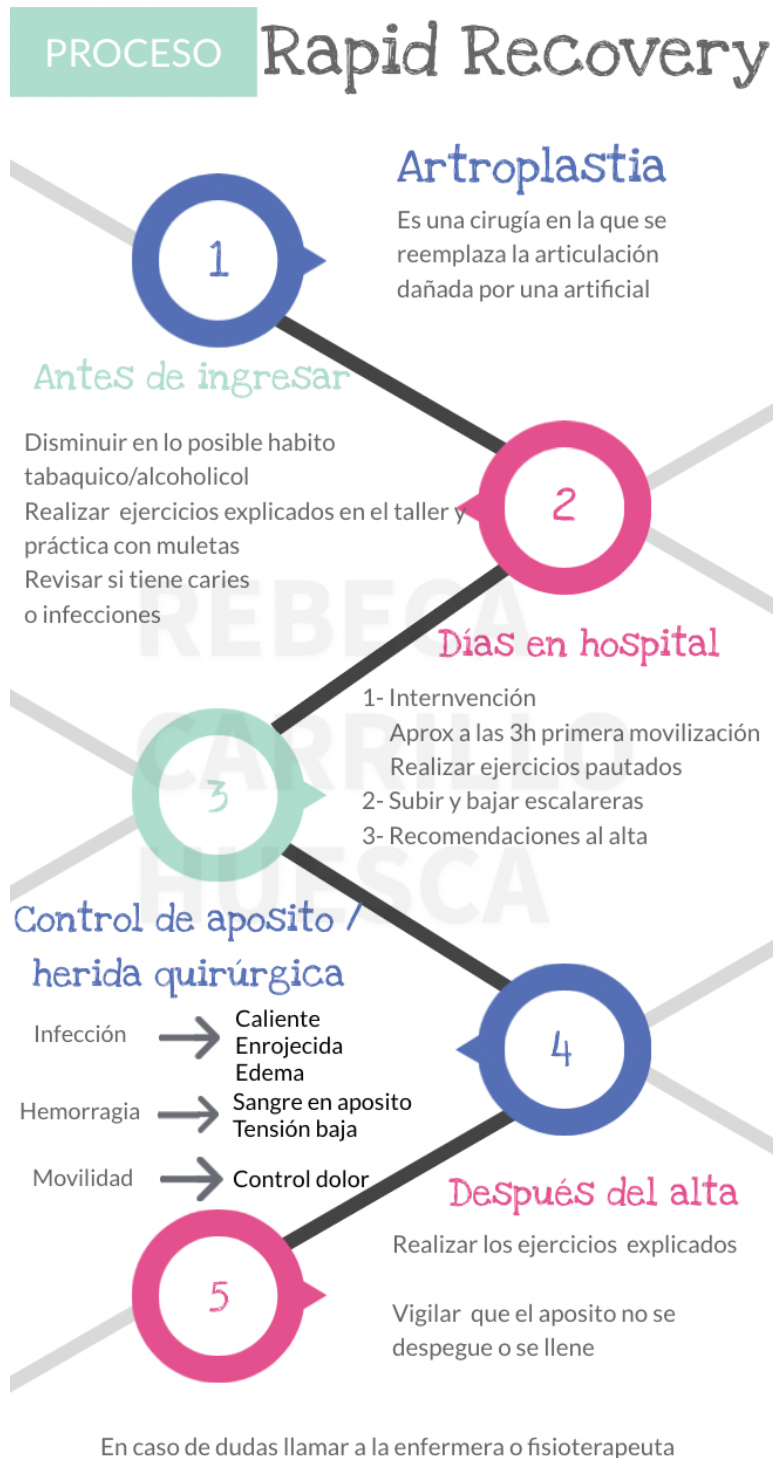 PROCESO Rapid Recovery
1
Artroplastia
Es una cirugía en la que se
reemplaza la articulación
dañada por una artificial
Antes de ingresar
Disminuir en lo posible habito
tabaquico/alcoholicol
Realizar ejercicios explicados en el taller y
práctica con muletas
Revisar si tiene caries
o infecciones
2
Días en hospital
1- Internvención
Aprox a las 3h primera movilización
Realizar ejercicios pautados
2- Subir y bajar escalareras
3- Recomendaciones al alta
3
REBECA
CARRILLO
HUESCA
Control de aposito /
herida quirúrgica
Infección
Caliente
Enrojecida
Edema
Hemorragia
Sangre en aposito
Tensión baja
Movilidad
Control dolor
4
Después del alta
Realizar los ejercicios explicados
Vigilar que el aposito no se
despegue o se llene
5
En caso de dudas llamar a la enfermera o fisioterapeuta